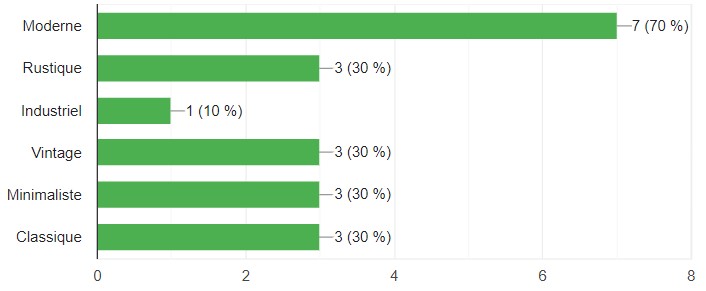 Moderne 7 (70 %)
Rustique 3 (30 %)
Industriel 1 (10 %)
Vintage 3 (30 %)
Minimaliste 3 (30 %)
Classique 3 (30 %)
0 2 4 6 8